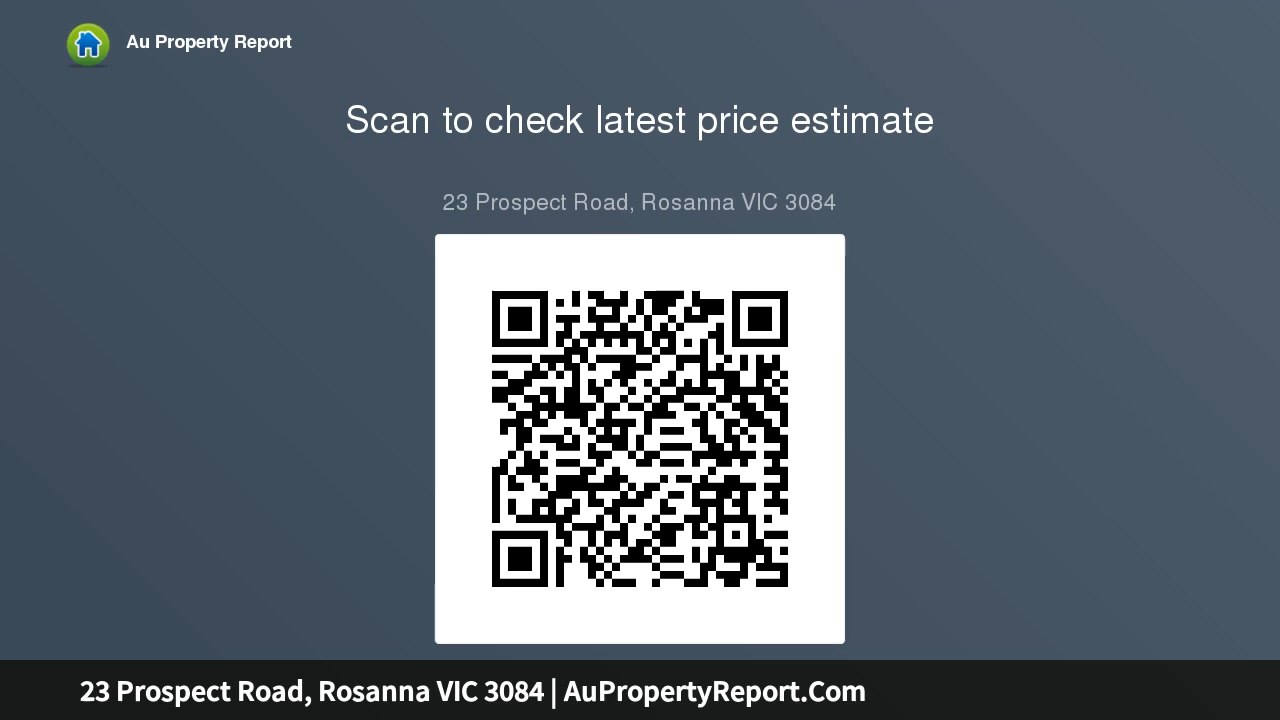 Au Property Report
Scan to check latest price estimate
23 Prospect Road, Rosanna VIC 3084
23 Prospect Road, Rosanna VIC 3084 | AuPropertyReport.Com